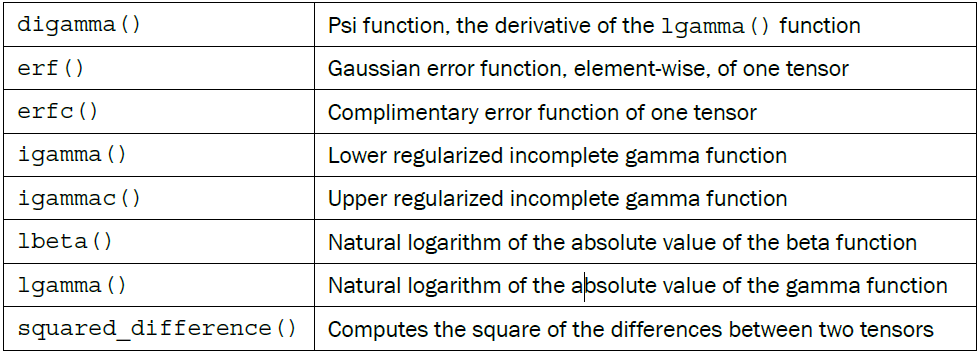 digamma() Psi function, the derivative of the lgamma() function
erf() Gaussian error function, element-wise, of one tensor
erfc() Complimentary error function of one tensor
igamma() Lower regularized incomplete gamma function
igammac() Upper regularized incomplete gamma function
lbeta() Natural logarithm of the absolute value of the beta function
lgamma() Natural logarithm of the absolute value of the gamma function
squared_difference() Computes the square of the differences between two tensors